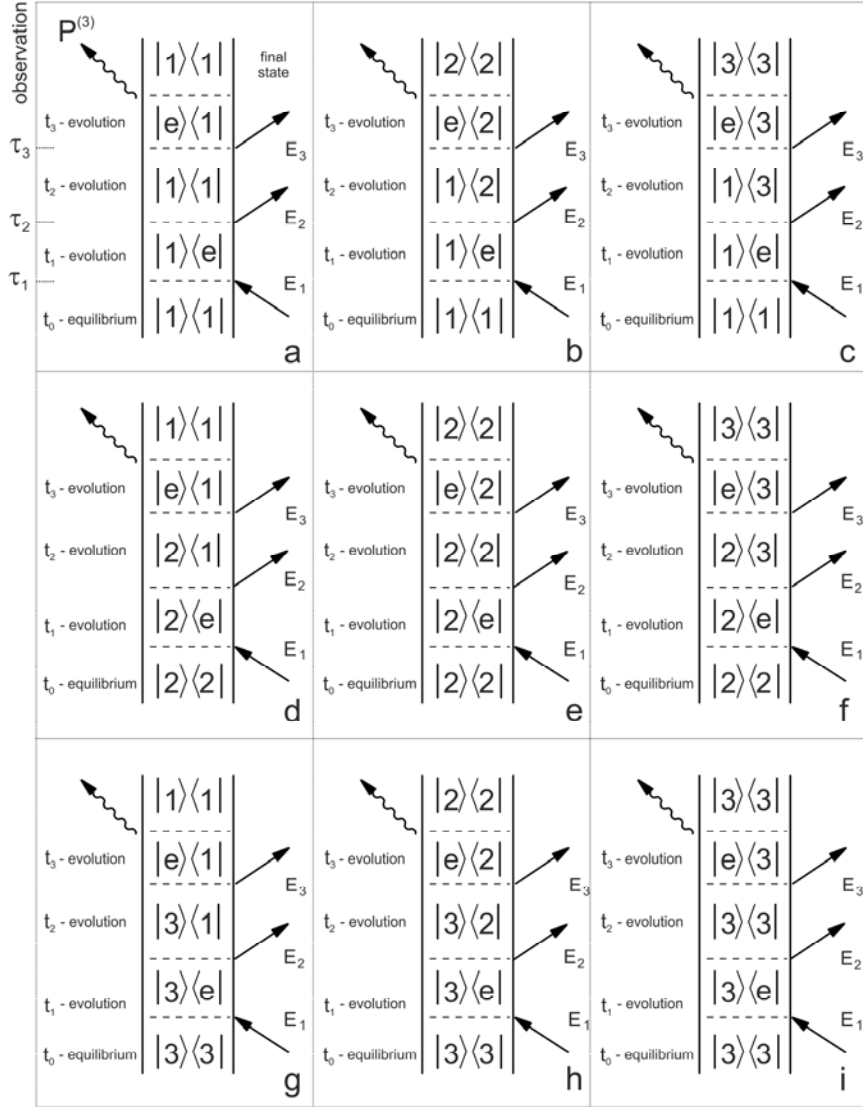 observation
P(3)
|1⟩⟨1|
final
state
t3 - evolution
|e⟩⟨1|
τ3
E3
t2 - evolution
|1⟩⟨1|
τ2
E2
t1 - evolution
|1⟩⟨e|
τ1
E1
t0 - equilibrium
|1⟩⟨1|
a
|2⟩⟨2|
t3 - evolution
|e⟩⟨2|
E3
t2 - evolution
|1⟩⟨2|
E2
t1 - evolution
|1⟩⟨e|
E1
t0 - equilibrium
|1⟩⟨1|
b
|3⟩⟨3|
t3 - evolution
|e⟩⟨3|
E3
t2 - evolution
|1⟩⟨3|
E2
t1 - evolution
|1⟩⟨e|
E1
t0 - equilibrium
|1⟩⟨1|
c
|1⟩⟨1|
t3 - evolution
|e⟩⟨1|
E3
t2 - evolution
|2⟩⟨1|
E2
t1 - evolution
|2⟩⟨e|
E1
t0 - equilibrium
|2⟩⟨2|
d
|2⟩⟨2|
t3 - evolution
|e⟩⟨2|
E3
t2 - evolution
|2⟩⟨2|
E2
t1 - evolution
|2⟩⟨e|
E1
t0 - equilibrium
|2⟩⟨2|
e
|3⟩⟨3|
t3 - evolution
|e⟩⟨3|
E3
t2 - evolution
|2⟩⟨3|
E2
t1 - evolution
|2⟩⟨e|
E1
t0 - equilibrium
|2⟩⟨2|
f
|1⟩⟨1|
t3 - evolution
|e⟩⟨1|
E3
t2 - evolution
|3⟩⟨1|
E2
t1 - evolution
|3⟩⟨e|
E1
t0 - equilibrium
|3⟩⟨3|
g
|2⟩⟨2|
t3 - evolution
|e⟩⟨2|
E3
t2 - evolution
|3⟩⟨2|
E2
t1 - evolution
|3⟩⟨e|
E1
t0 - equilibrium
|3⟩⟨3|
h
|3⟩⟨3|
t3 - evolution
|e⟩⟨3|
E3
t2 - evolution
|3⟩⟨3|
E2
t1 - evolution
|3⟩⟨e|
E1
t0 - equilibrium
|3⟩⟨3|
i